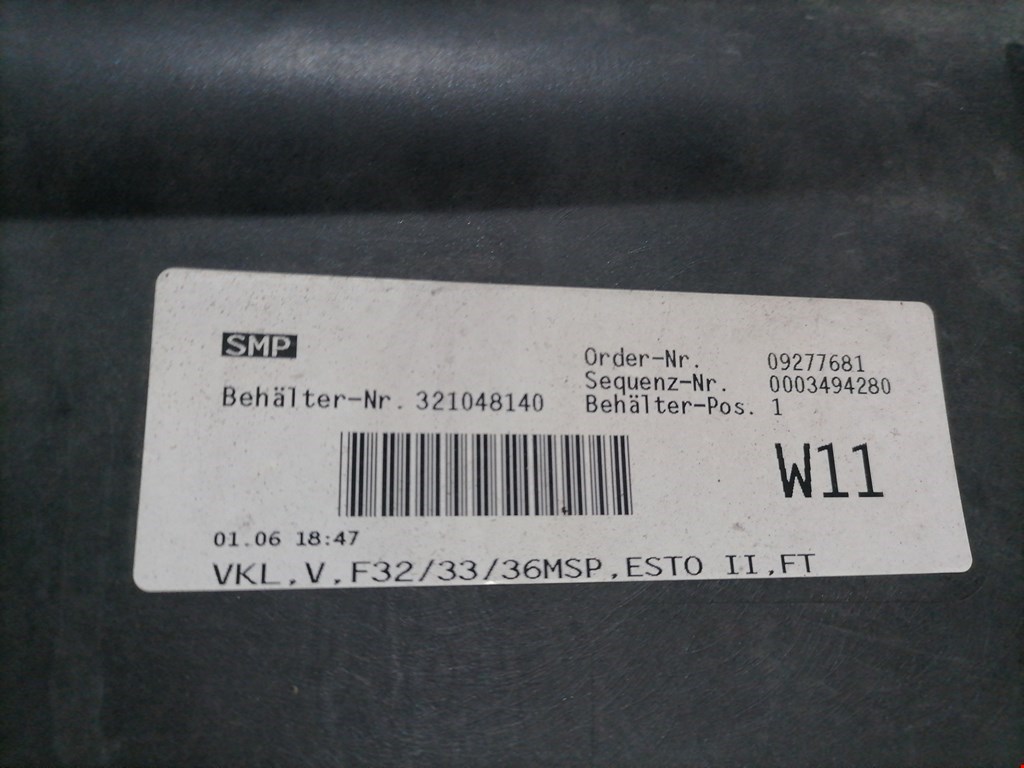 SMP
Behälter-Nr. 321048140
Order-Nr. 09277681
Sequenz-Nr. 0003494280
Behälter-Pos. 1
W11
01.06 18:47
VKL,V,F32/33/36MSP,ESTO II,FT